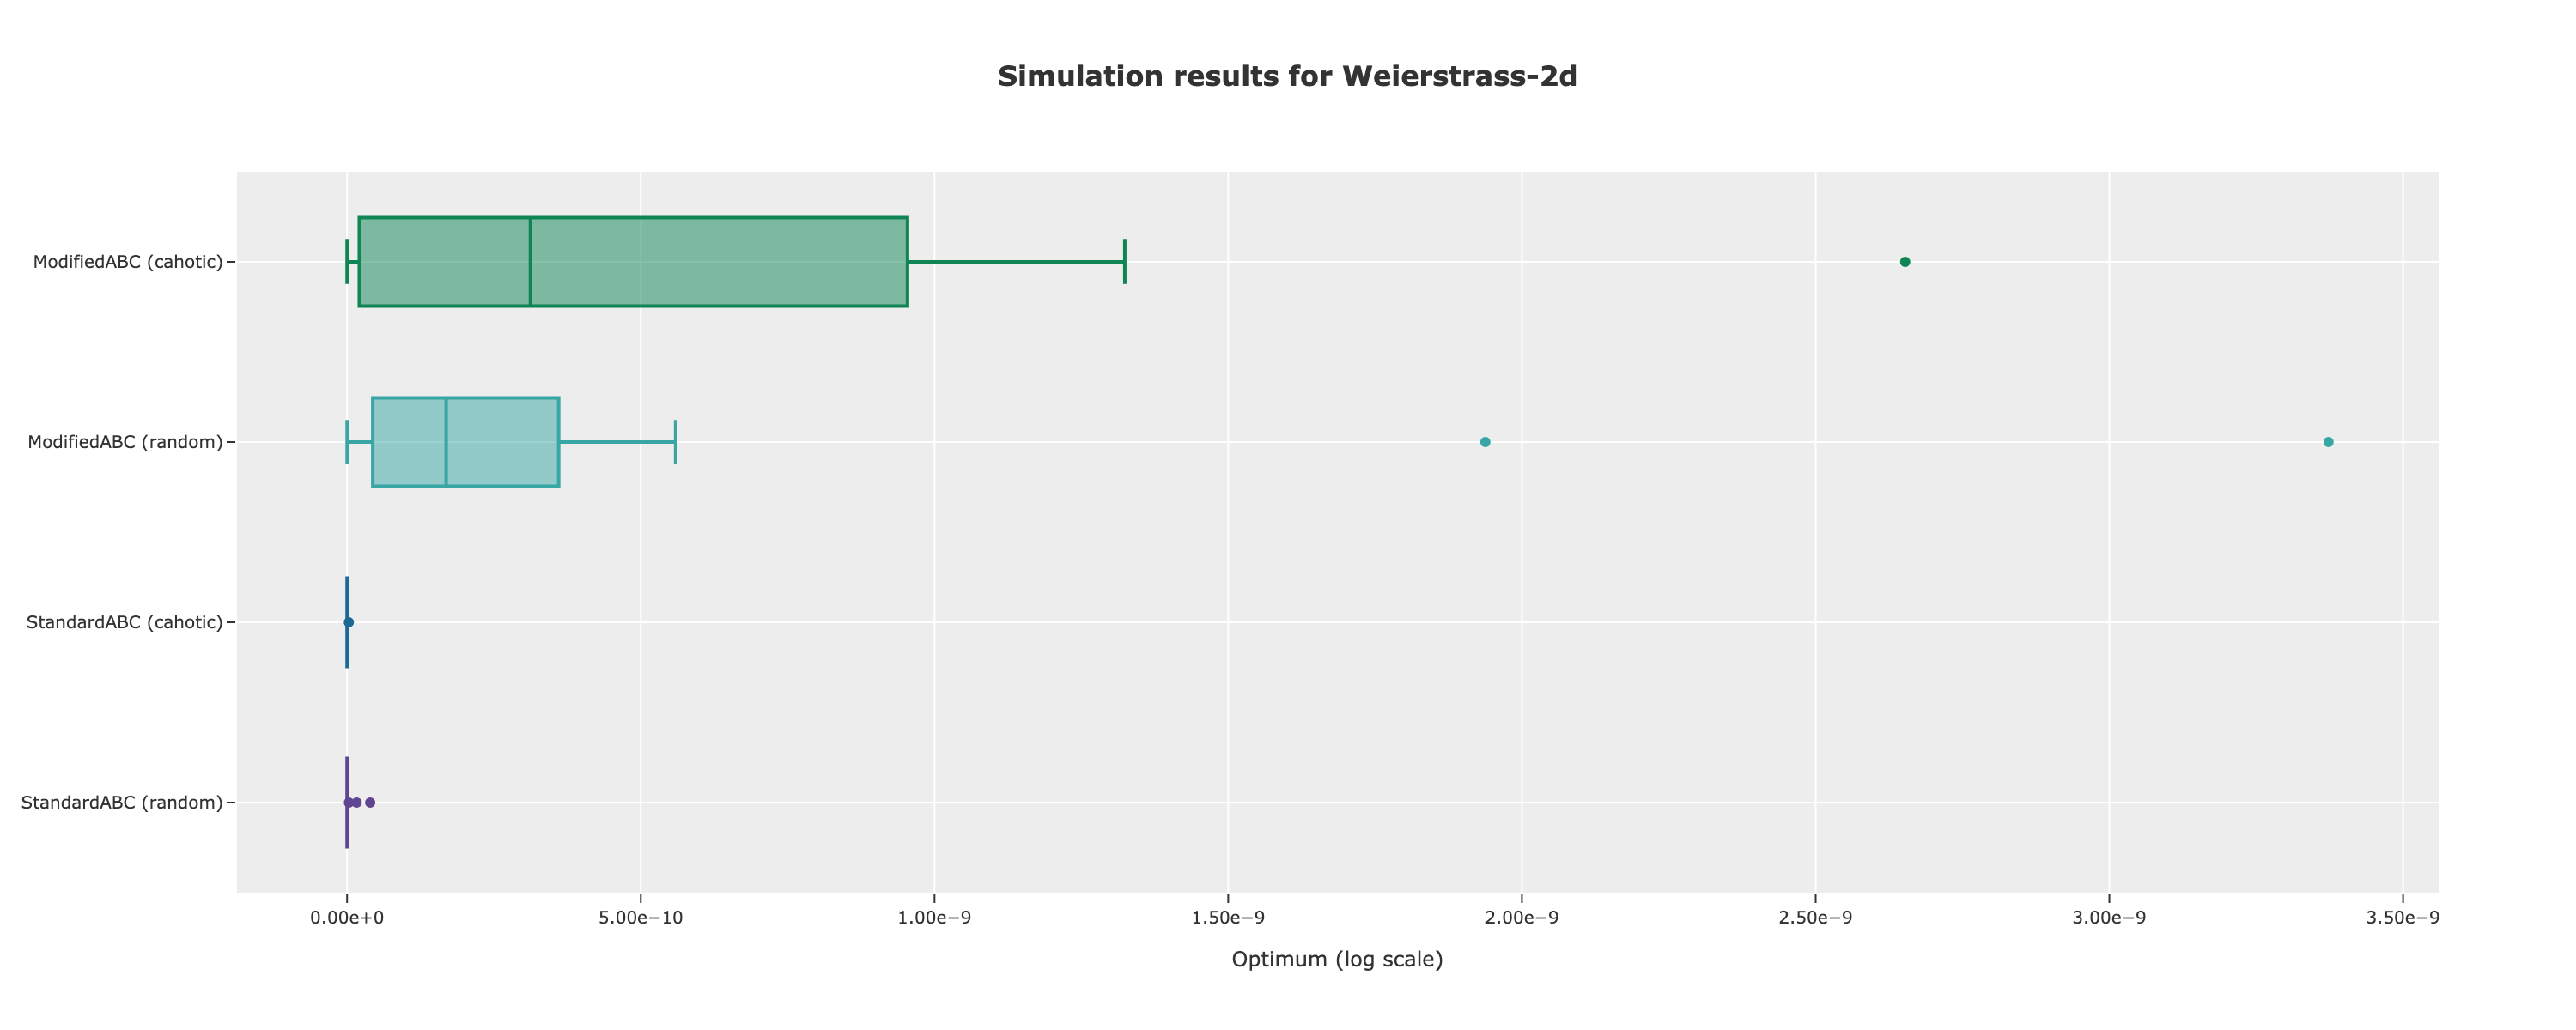 Simulation results for Weierstrass-2d
ModifiedABC (cahotic)
ModifiedABC (random)
StandardABC (cahotic)
StandardABC (random)
0.00e+0 5.00e−10 1.00e−9 1.50e−9 2.00e−9 2.50e−9 3.00e−9 3.50e−9
Optimum (log scale)